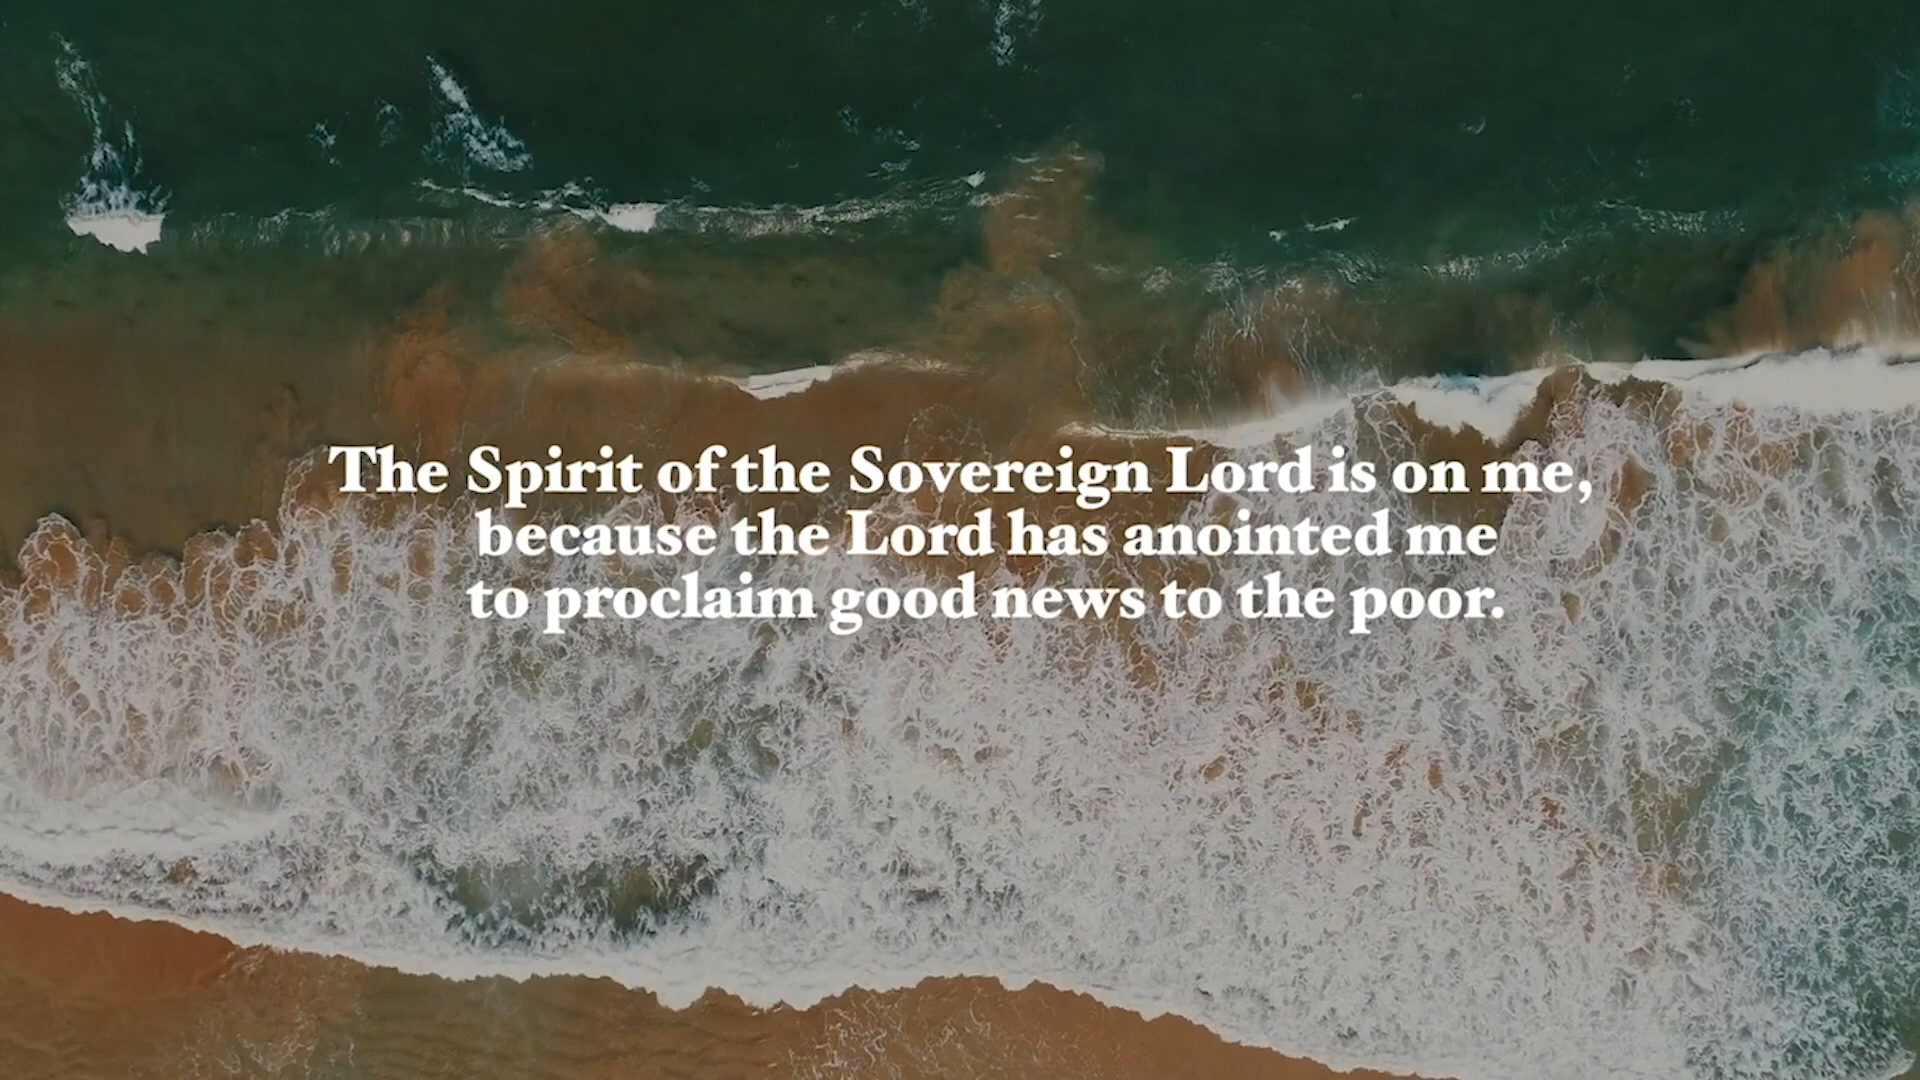 The Spirit of the Sovereign Lord is on me,
because the Lord has anointed me
to proclaim good news to the poor.